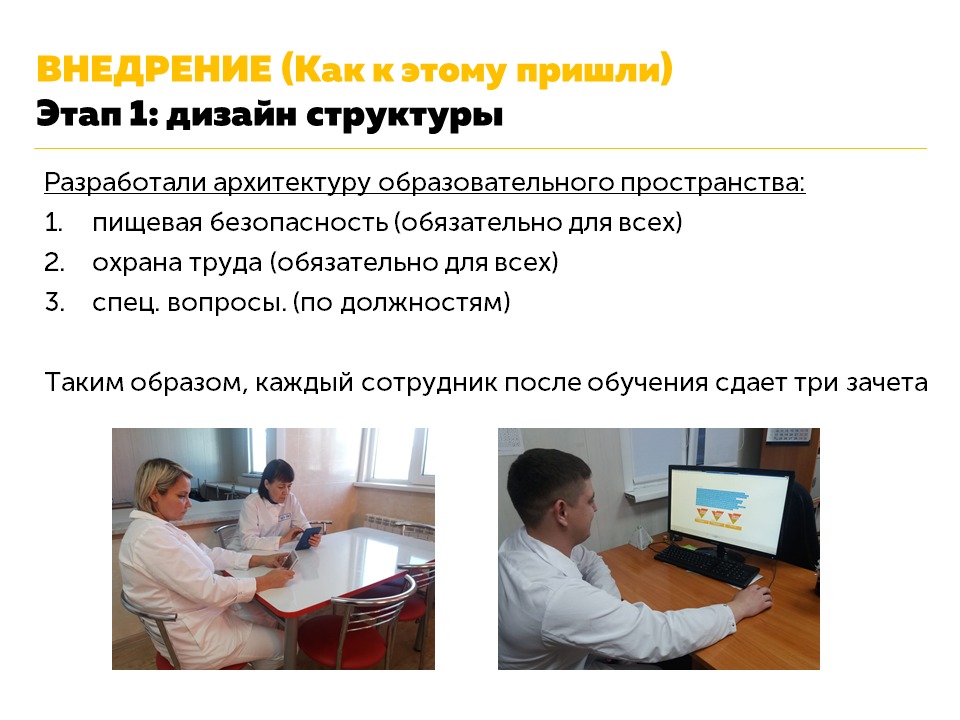 ВНЕДРЕНИЕ (Как к этому пришли)
Этап 1: дизайн структуры
Разработали архитектуру образовательного пространства:
1. пищевая безопасность (обязательно для всех)
2. охрана труда (обязательно для всех)
3. спец. вопросы. (по должностям)
Таким образом, каждый сотрудник после обучения сдает три зачета